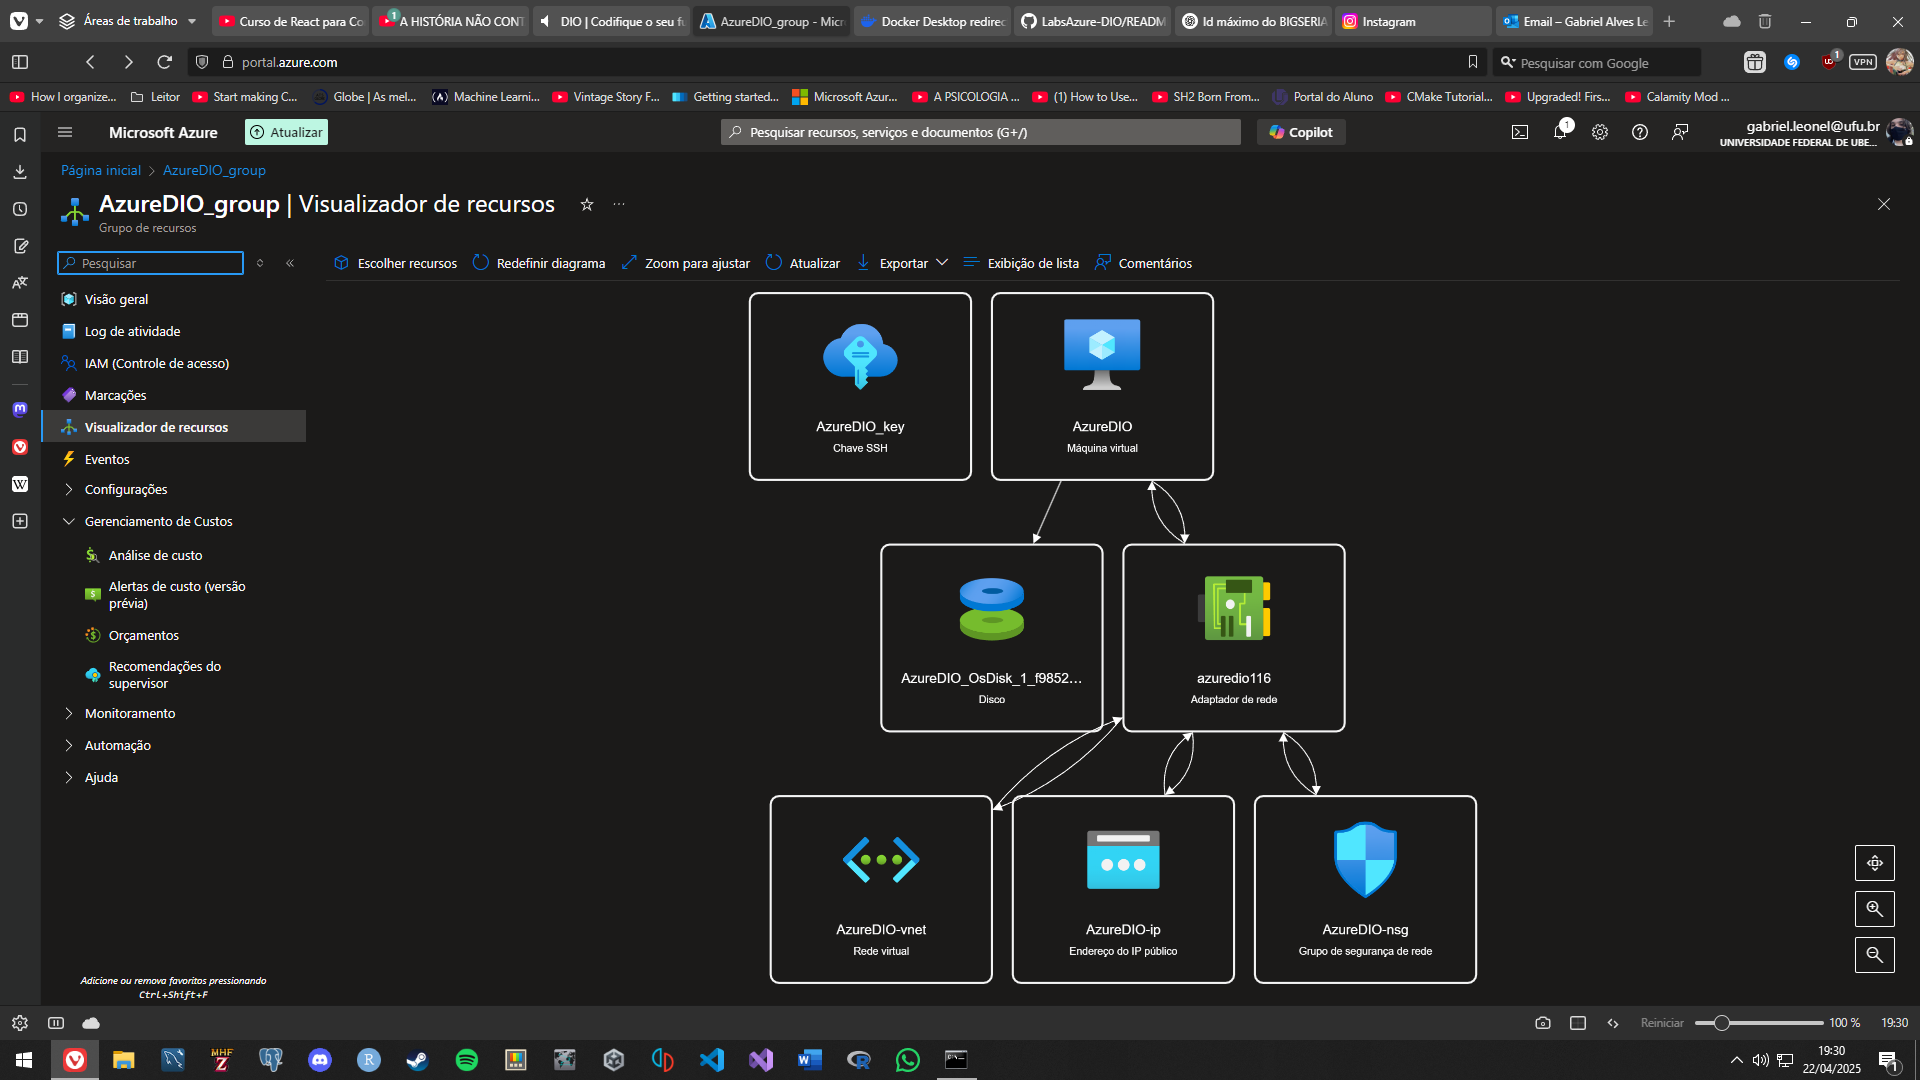 Áreas de trabalho
Curso de React para Co
1
A HISTÓRIA NÃO CONT
DIO | Codifique o seu fu
AzureDIO_group - Micro
Docker Desktop redirec
LabsAzure-DIO/READM
Id máximo do BIGSERIA
Instagram
Email – Gabriel Alves Le
portal.azure.com
Pesquisar com Google
1
VPN
How I organize...
Leitor
Start making C...
Globe | As mel...
Machine Learni...
Vintage Story F...
Getting started...
Microsoft Azur...
A PSICOLOGIA ...
(1) How to Use...
SH2 Born From...
Portal do Aluno
CMake Tutorial...
Upgraded! Firs...
Calamity Mod ...
Microsoft Azure
Atualizar
Pesquisar recursos, serviços e documentos (G+/)
Copilot
1
gabriel.leonel@ufu.br
UNIVERSIDADE FEDERAL DE UBE...
Página inicial > AzureDIO_group
AzureDIO_group | Visualizador de recursos
Grupo de recursos
Pesquisar
Escolher recursos
Redefinir diagrama
Zoom para ajustar
Atualizar
Exportar
Exibição de lista
Comentários
Visão geral
Log de atividade
IAM (Controle de acesso)
Marcações
Visualizador de recursos
Eventos
Configurações
Gerenciamento de Custos
Análise de custo
Alertas de custo (versão
prévia)
Orçamentos
Recomendações do
supervisor
Monitoramento
Automação
Ajuda
Adicione ou remova favoritos pressionando
Ctrl+Shift+F
AzureDIO_key
Chave SSH
AzureDIO
Máquina virtual
AzureDIO_OsDisk_1_f9852...
Disco
azuredio116
Adaptador de rede
AzureDIO-vnet
Rede virtual
AzureDIO-ip
Endereço do IP público
AzureDIO-nsg
Grupo de segurança de rede
Reiniciar
100 %
19:30
MHF
Z
R
R
19:30
22/04/2025
1